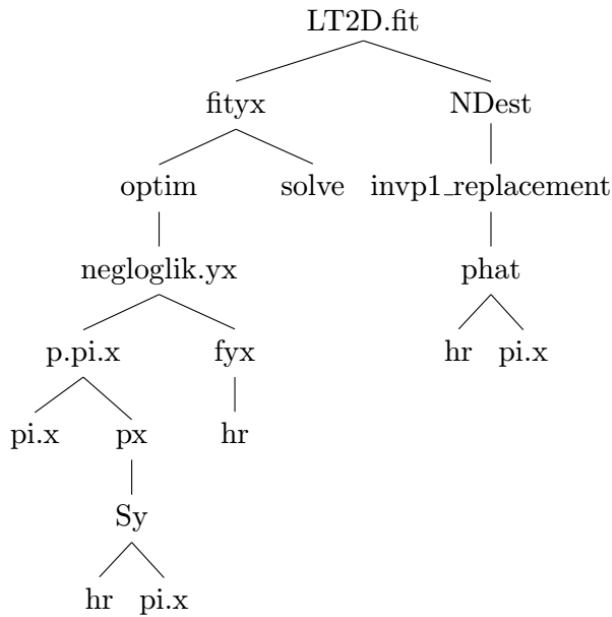 LT2D.fit
fityx NDest
optim solve invp1_replacement
negloglik.yx phat
p.pi.x fyx hr pi.x
pi.x px hr
Sy
hr pi.x